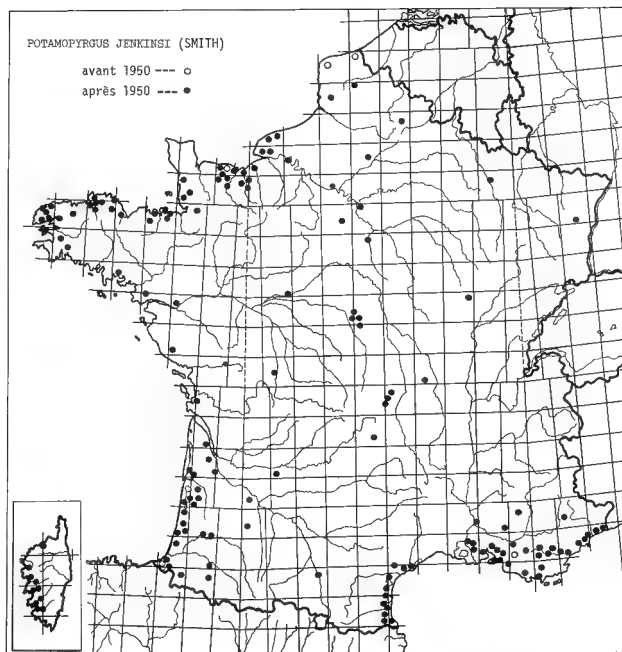 POTAMOPYRGUS JENKINSI (SMITH)
avant 1950 --- ○
après 1950 --- ●